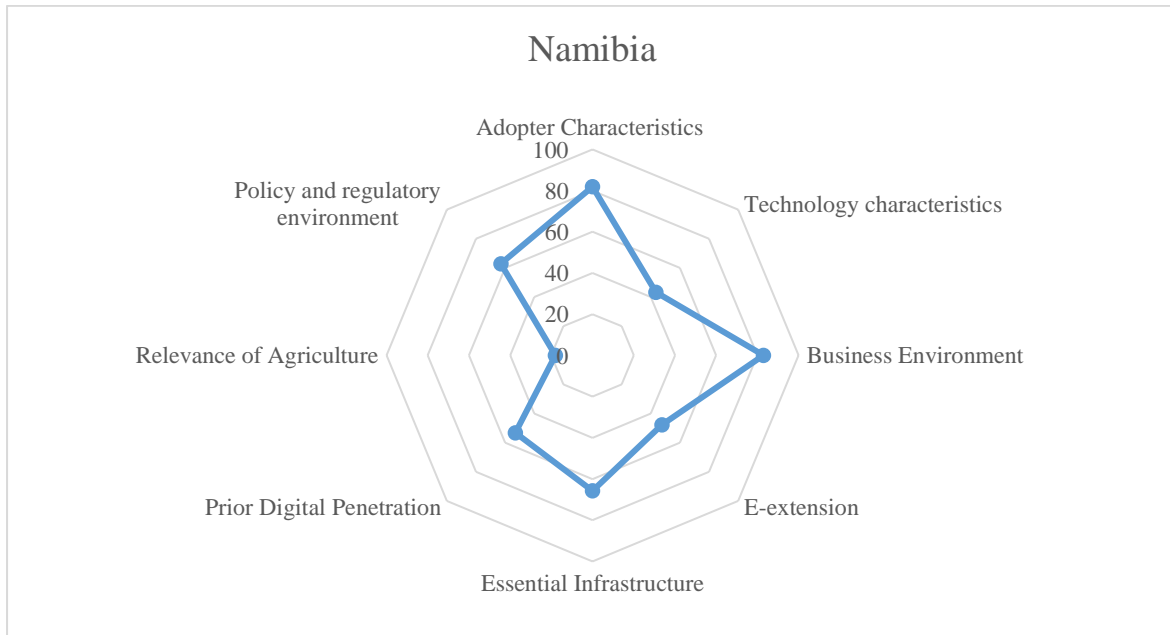 Namibia
Adopter Characteristics
100
80
60
40
20
0
Technology characteristics
Business Environment
E-extension
Essential Infrastructure
Prior Digital Penetration
Relevance of Agriculture
Policy and regulatory
environment